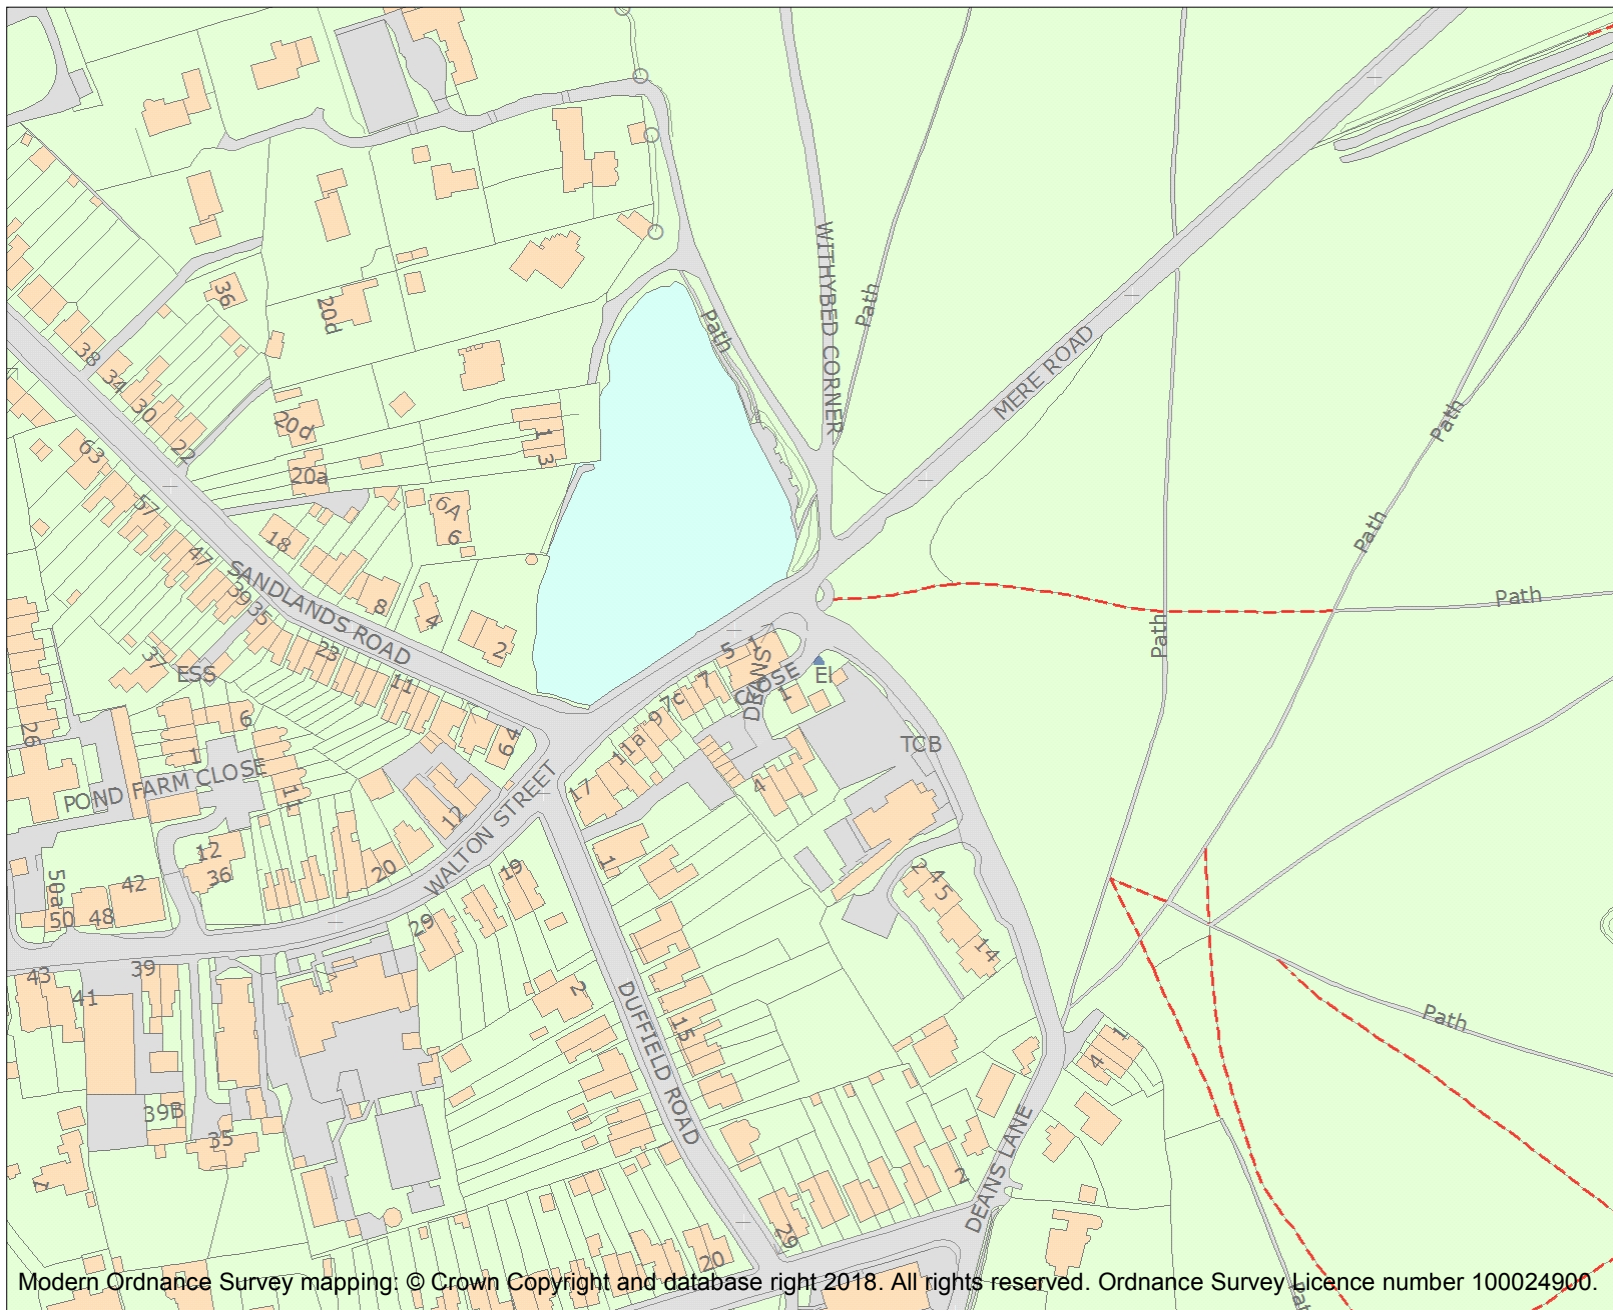 WITHYBED CORNER
Path
36
20d
Path
MERE ROAD
38
34
30
22
20d
1
3
Path
63
20a
57
6A
6
18
Path
47
SANDLANDS ROAD
39
35
8
4
Path
23
2
Path
37
ESS
11
5
1
DEANS
CLOSE
7
7c
9
1
El
26
6
1
64
11a
TCB
POND FARM CLOSE
11
12
17
4
WALTON STREET
12
36
20
19
1
2
4
5
50a
42
50
48
29
14
43
41
39
2
DUFFIELD ROAD
15
Path
1
4
39B
35
DEANS LANE
1
2
29
20
Path
Modern Ordnance Survey mapping: © Crown Copyright and database right 2018. All rights reserved. Ordnance Survey Licence number 100024900.